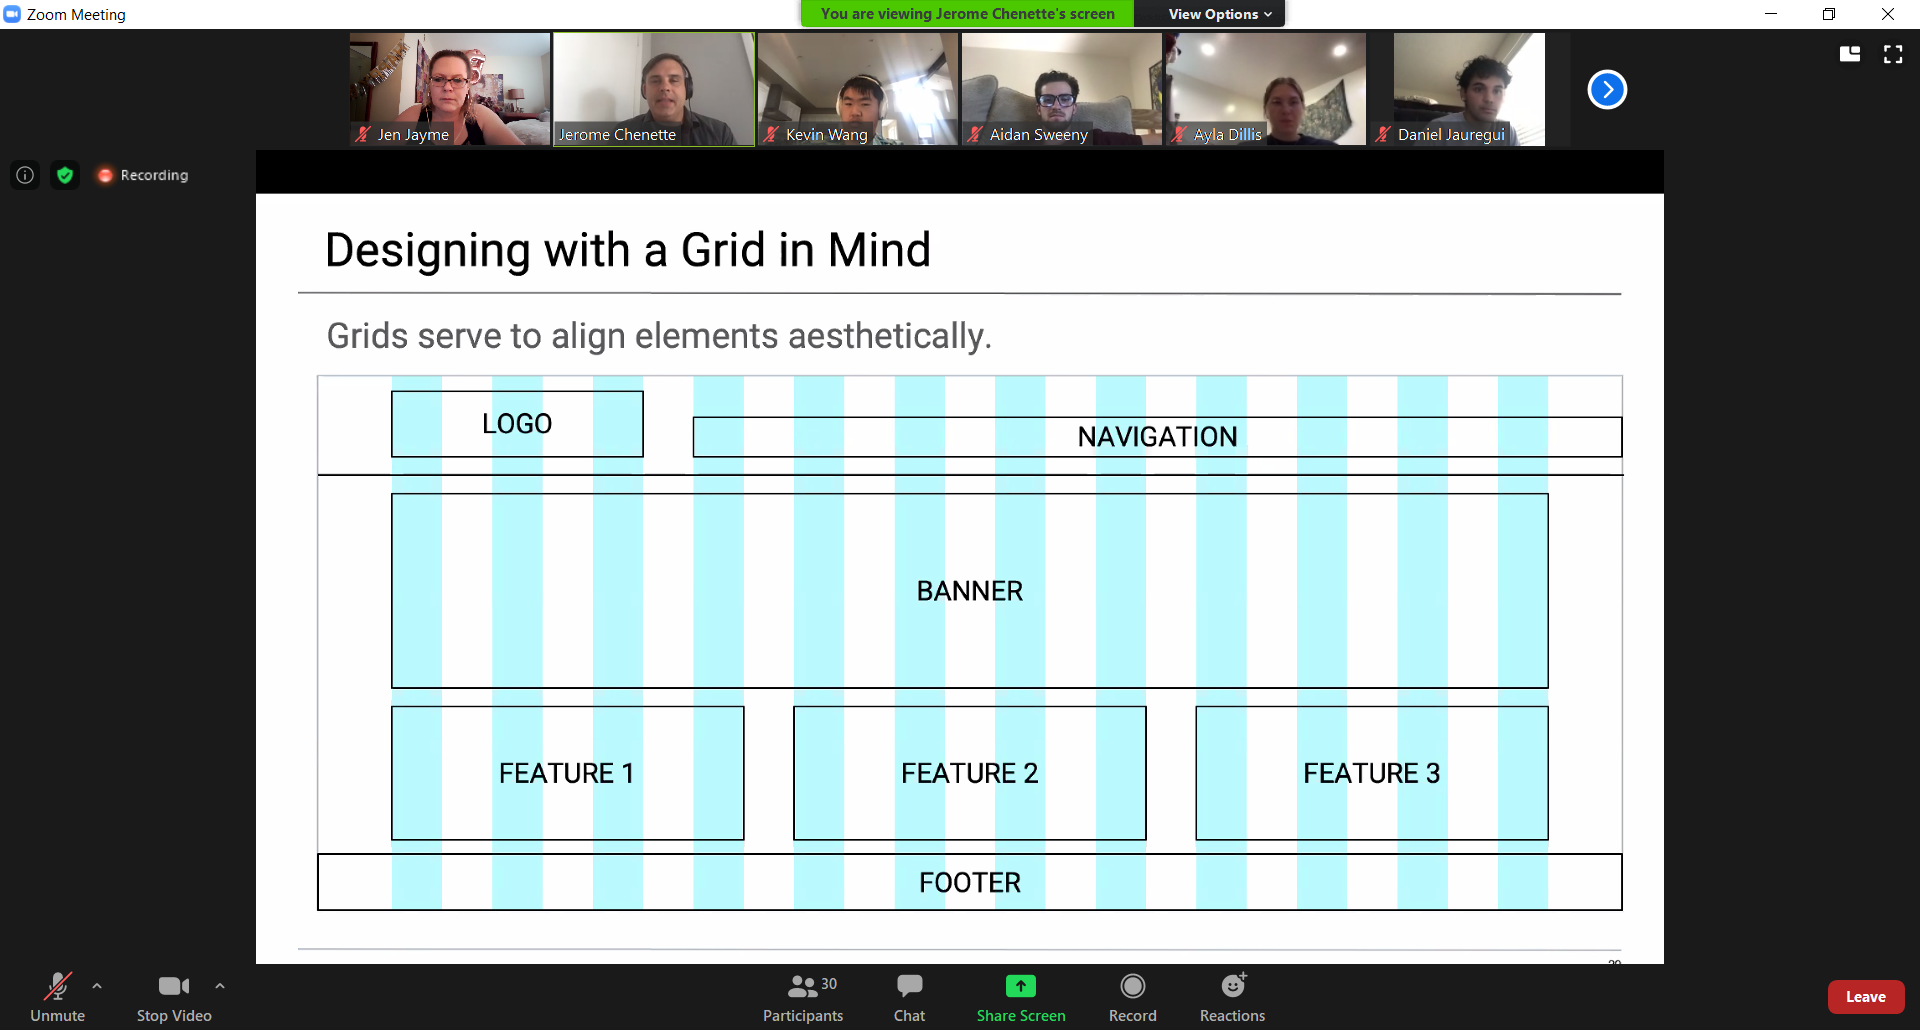 Zoom Meeting
You are viewing Jerome Chenette's screen
View Options
Jen Jayme
Jerome Chenette
Kevin Wang
Aidan Sweeny
Ayla Dillis
Daniel Jauregui
Recording
Designing with a Grid in Mind
Grids serve to align elements aesthetically.
LOGO
NAVIGATION
BANNER
FEATURE 1
FEATURE 2
FEATURE 3
FOOTER
Unmute
Stop Video
30
Participants
Chat
Share Screen
Record
Reactions
Leave